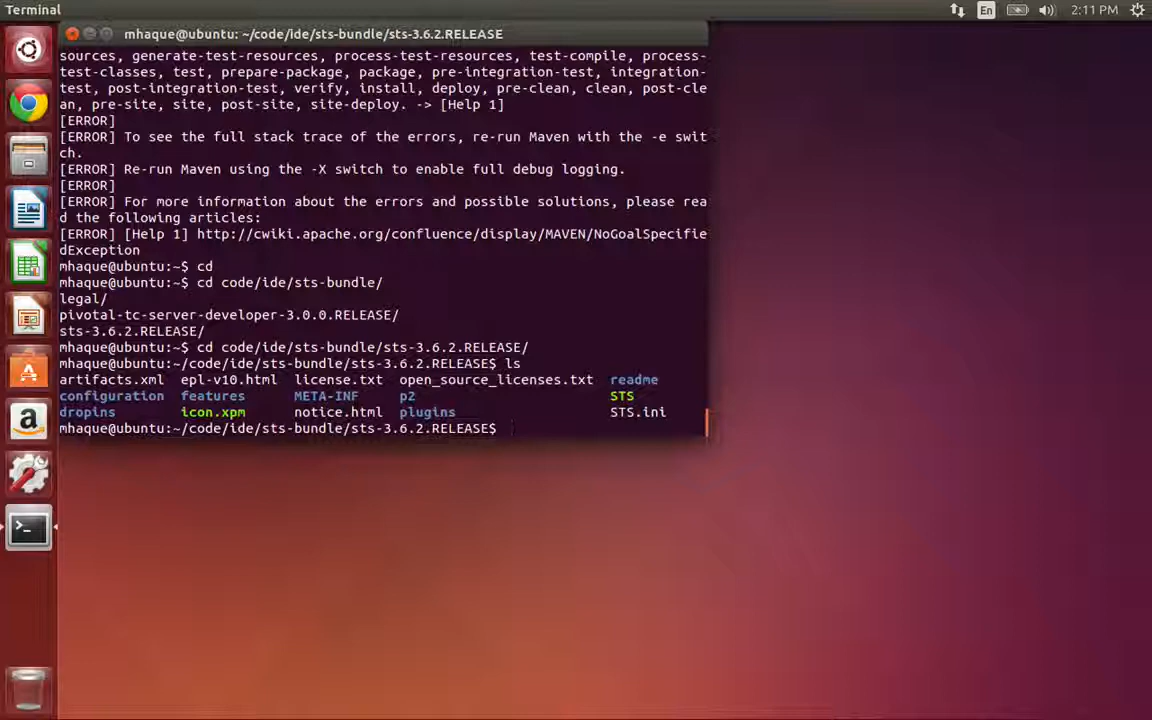 Terminal
En
2:11 PM
mhaque@ubuntu: ~/code/ide/sts-bundle/sts-3.6.2.RELEASE
sources, generate-test-resources, process-test-resources, test-compile, process-
test-classes, test, prepare-package, package, pre-integration-test, integration-
test, post-integration-test, verify, install, deploy, pre-clean, clean, post-cle
an, pre-site, site, post-site, site-deploy. -> [Help 1]
[ERROR]
[ERROR] To see the full stack trace of the errors, re-run Maven with the -e swit
ch.
[ERROR] Re-run Maven using the -X switch to enable full debug logging.
[ERROR]
[ERROR] For more information about the errors and possible solutions, please rea
d the following articles:
[ERROR] [Help 1] http://cwiki.apache.org/confluence/display/MAVEN/NoGoalSpecifie
dException
mhaque@ubuntu:~$ cd
mhaque@ubuntu:~$ cd code/ide/sts-bundle/
legal/
pivotal-tc-server-developer-3.0.0.RELEASE/
sts-3.6.2.RELEASE/
mhaque@ubuntu:~$ cd code/ide/sts-bundle/sts-3.6.2.RELEASE/
mhaque@ubuntu:~/code/ide/sts-bundle/sts-3.6.2.RELEASE$ ls
artifacts.xml epl-v10.html license.txt open_source_licenses.txt readme
configuration features META-INF p2 STS
dropins icon.xpm notice.html plugins STS.ini
mhaque@ubuntu:~/code/ide/sts-bundle/sts-3.6.2.RELEASE$